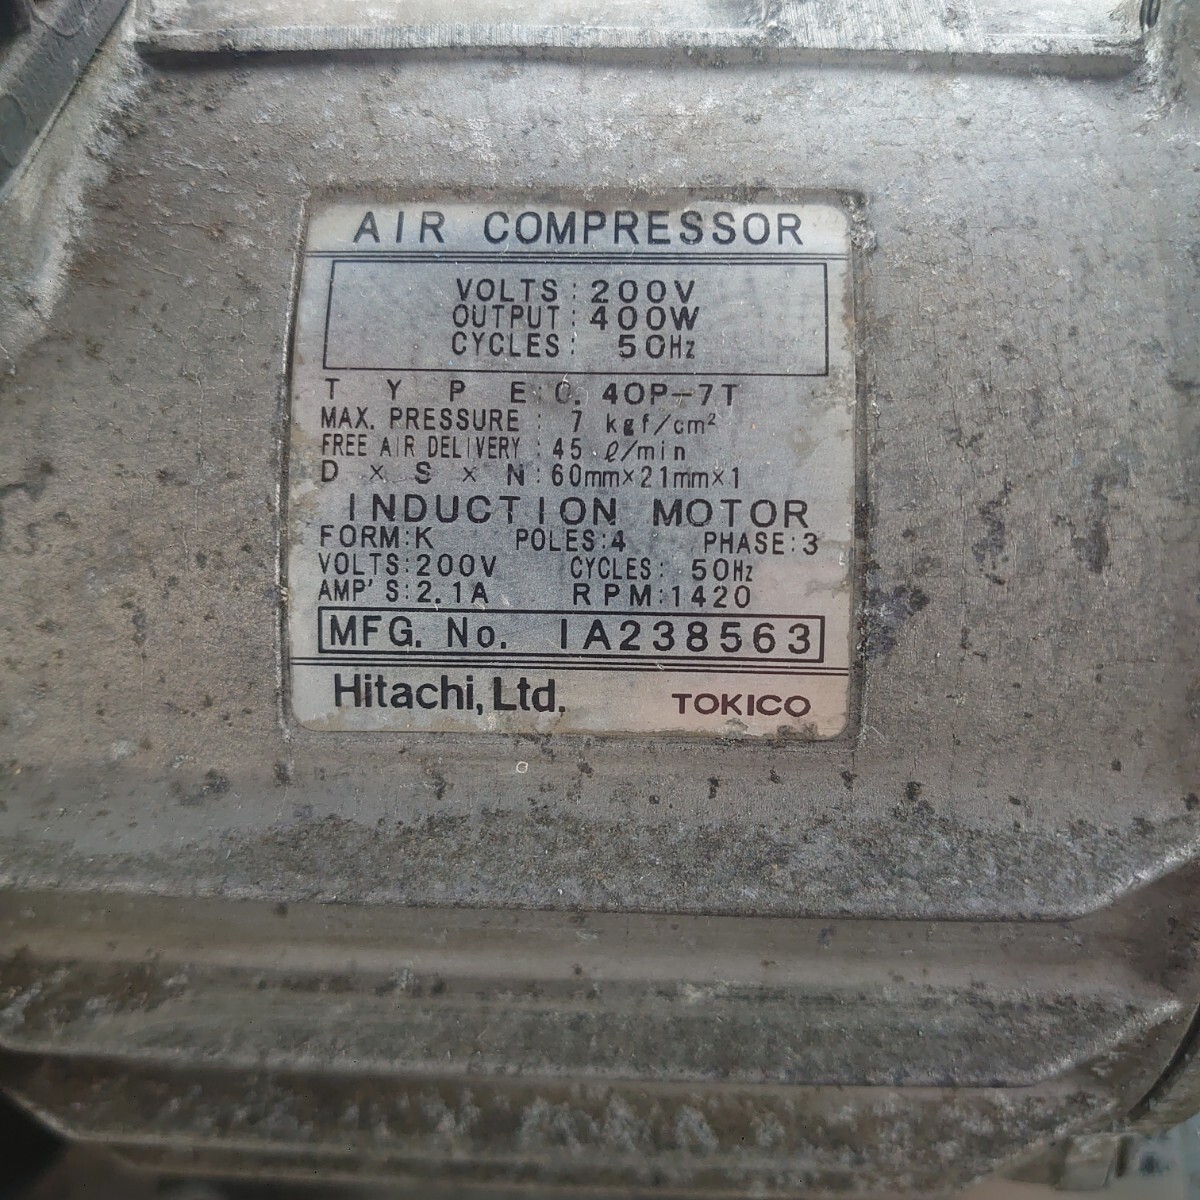 AIR COMPRESSOR
VOLTS : 200V
OUTPUT : 400W
CYCLES : 50Hz
TYPE : 0. 4OP-7T
MAX. PRESSURE : 7 kgf/cm²
FREE AIR DELIVERY : 45 ℓ/min
D × S × N : 60mm×21mm×1
INDUCTION MOTOR
FORM:K POLES:4 PHASE:3
VOLTS:200V CYCLES: 50Hz
AMP'S:2.1A RPM:1420
MFG. No. IA238563
Hitachi, Ltd. TOKICO